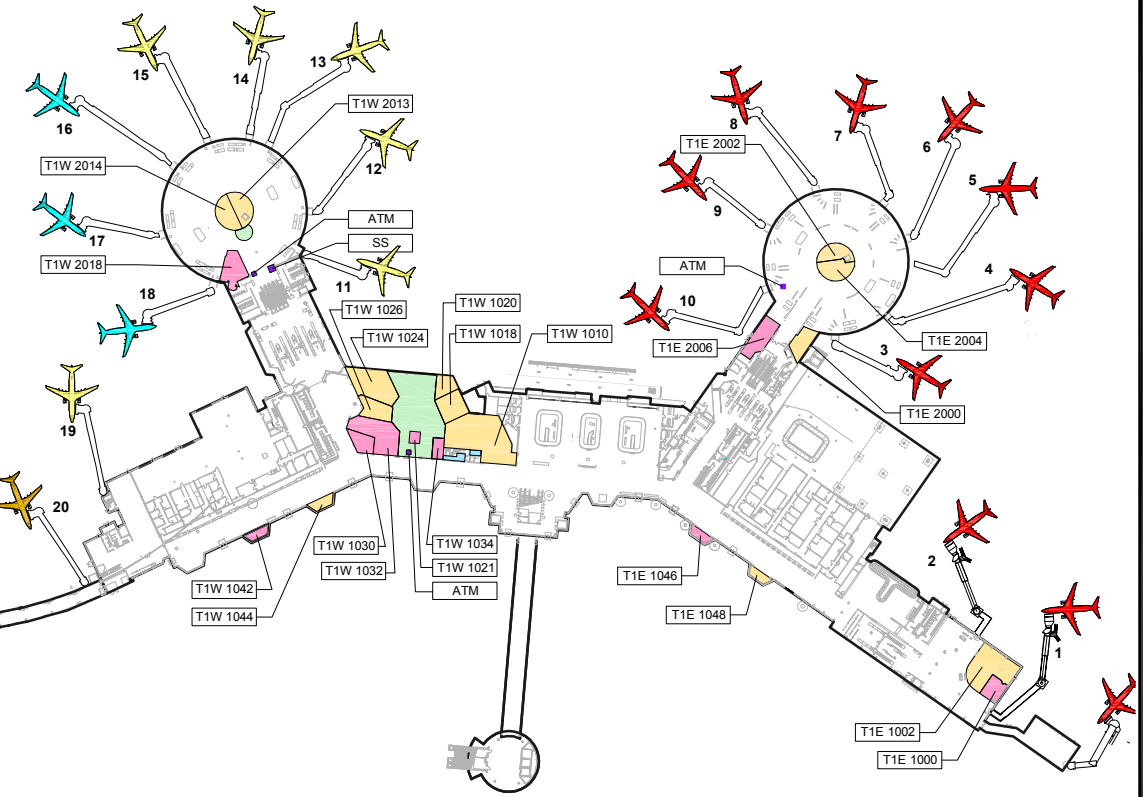 15
14
13
16
T1W 2013
T1W 2014
12
17
ATM
SS
T1W 2018
11
18
T1W 1026
T1W 1024
T1W 1020
T1W 1018
T1W 1010
19
20
T1W 1030
T1W 1032
T1W 1034
T1W 1021
ATM
T1W 1042
T1W 1044
8
7
6
T1E 2002
5
9
ATM
4
10
T1E 2006
3
T1E 2004
T1E 2000
T1E 1046
T1E 1048
2
1
T1E 1002
T1E 1000